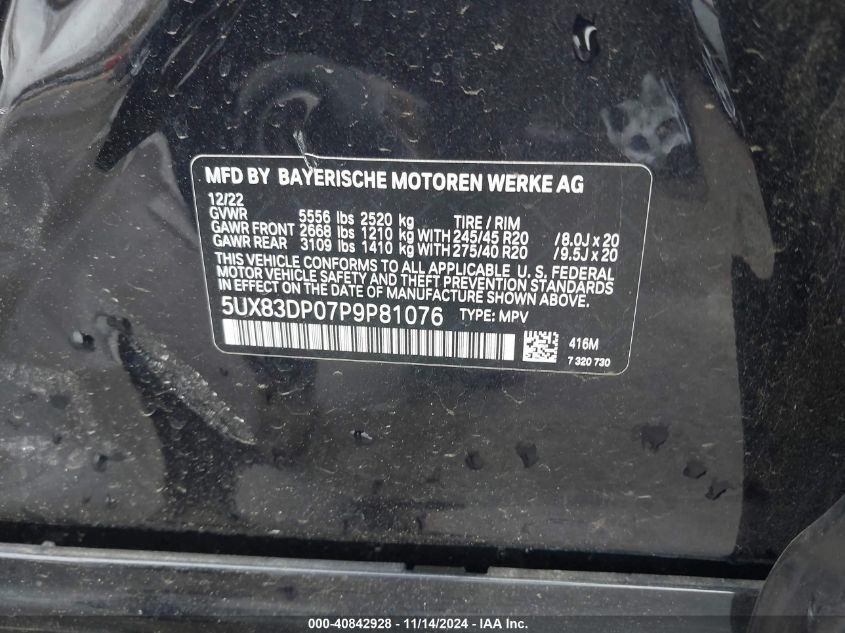 MFD BY BAYERISCHE MOTOREN WERKE AG
12/22
GVWR 5556 lbs 2520 kg TIRE / RIM
GAWR FRONT 2668 lbs 1210 kg WITH 245/45 R20 /8.0J x 20
GAWR REAR 3109 lbs 1410 kg WITH 275/40 R20 /9.5J x 20
THIS VEHICLE CONFORMS TO ALL APPLICABLE U. S. FEDERAL
MOTOR VEHICLE SAFETY AND THEFT PREVENTION STANDARDS
IN EFFECT ON THE DATE OF MANUFACTURE SHOWN ABOVE.
5UX83DP07P9P81076 TYPE: MPV
416M
7 320 730
000-40842928 - 11/14/2024 - IAA Inc.